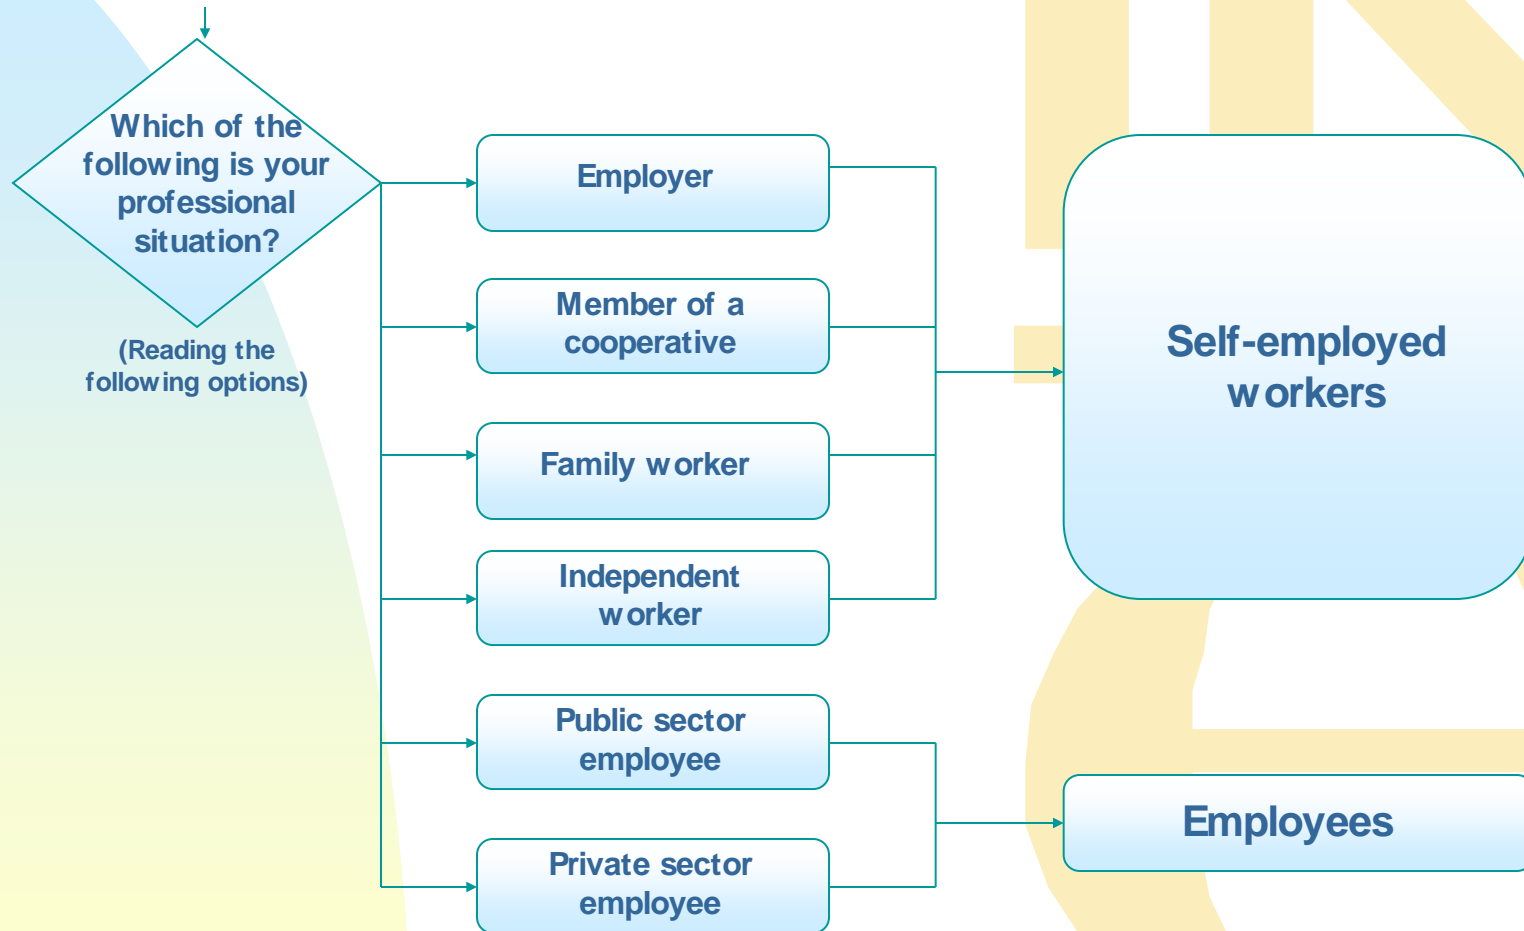 Which of the
following is your
professional
situation?
(Reading the
following options)
Employer
Member of a
cooperative
Family worker
Independent
worker
Public sector
employee
Private sector
employee
Self-employed
workers
Employees